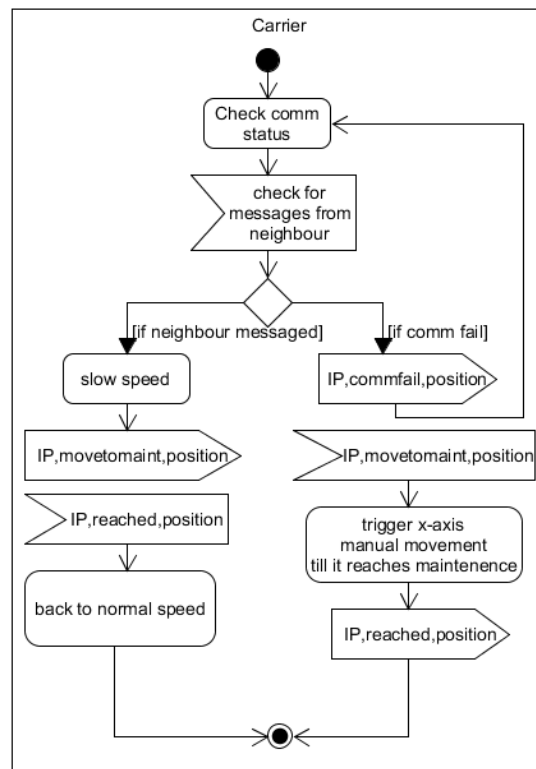 Carrier
Check comm
status
check for
messages from
neighbour
[if neighbour messaged]
[if comm fail]
slow speed
IP,commfail,position
IP,movetomaint,position
IP,movetomaint,position
IP,reached,position
trigger x-axis
manual movement
till it reaches maintenence
back to normal speed
IP,reached,position